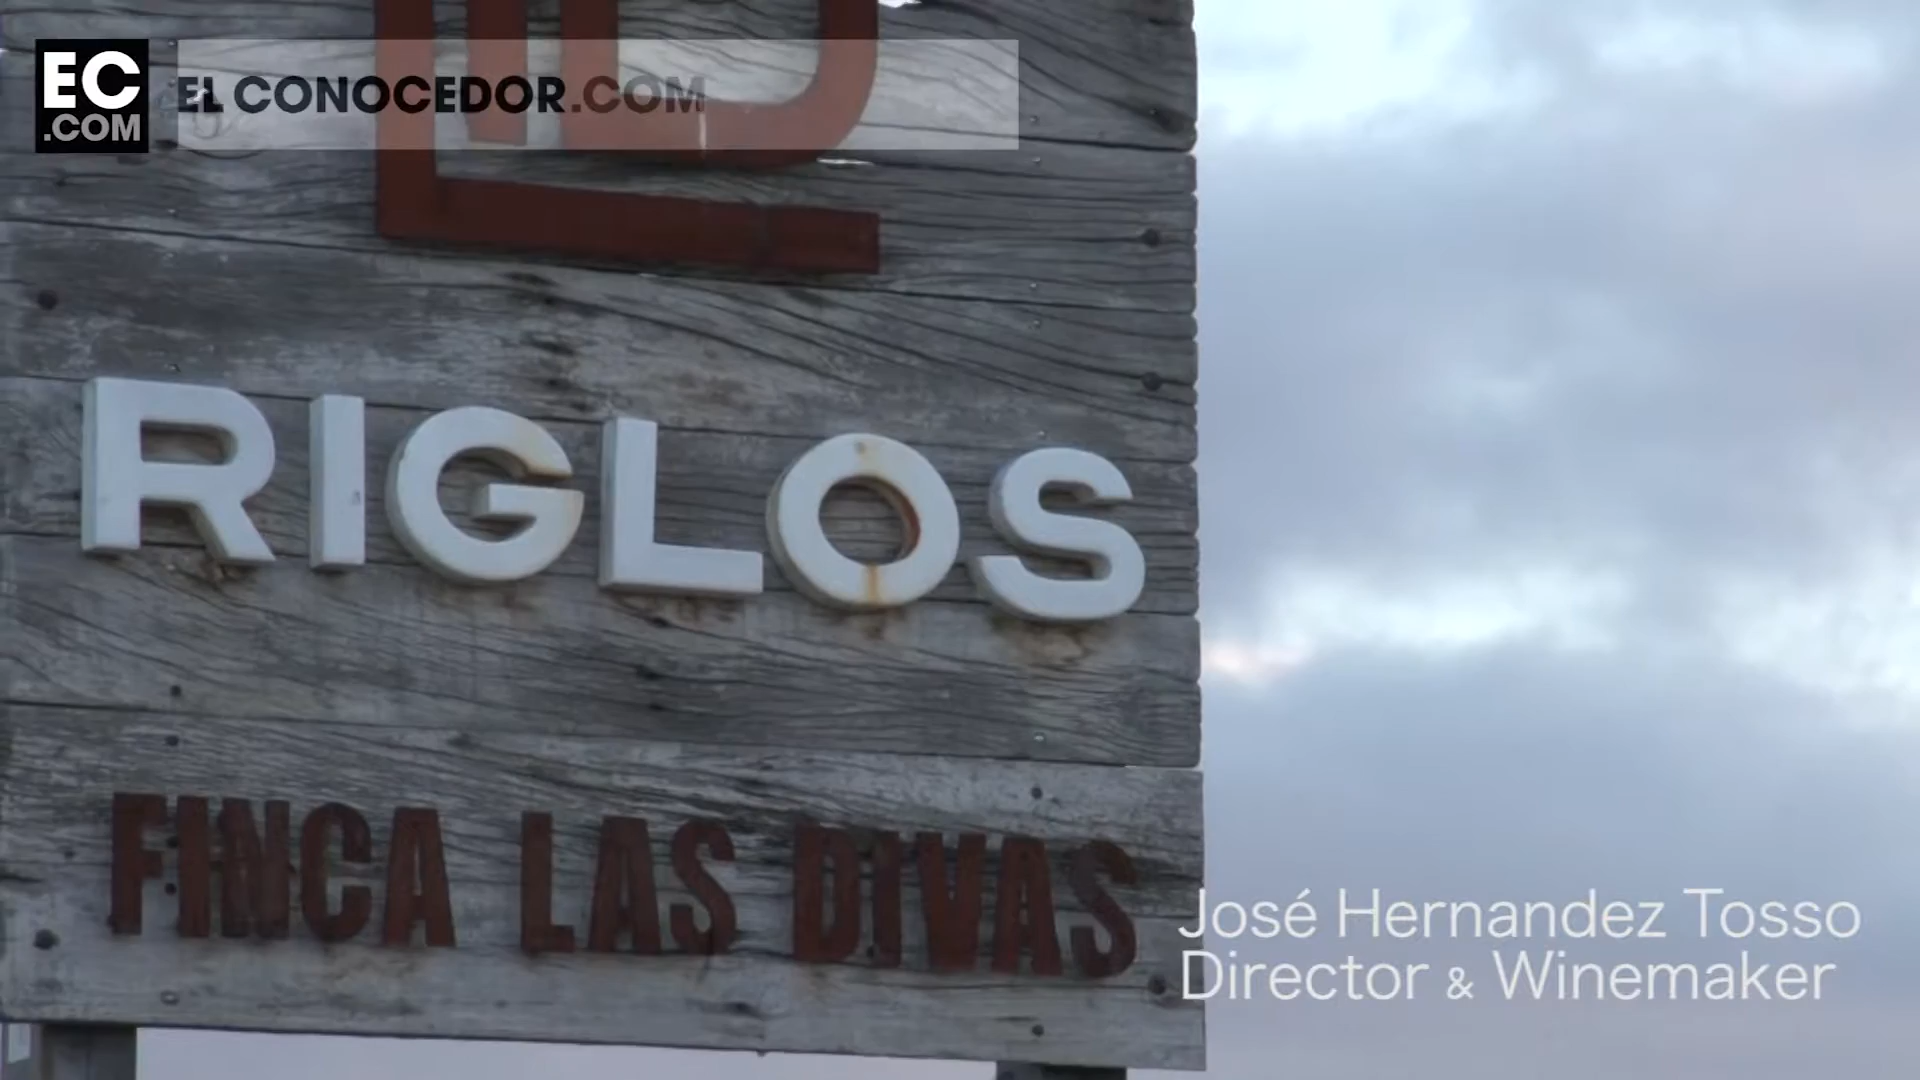 EC
.COM
EL CONOCEDOR.COM
RIGLOS
FINCA LAS DIVAS
José Hernandez Tosso
Director & Winemaker